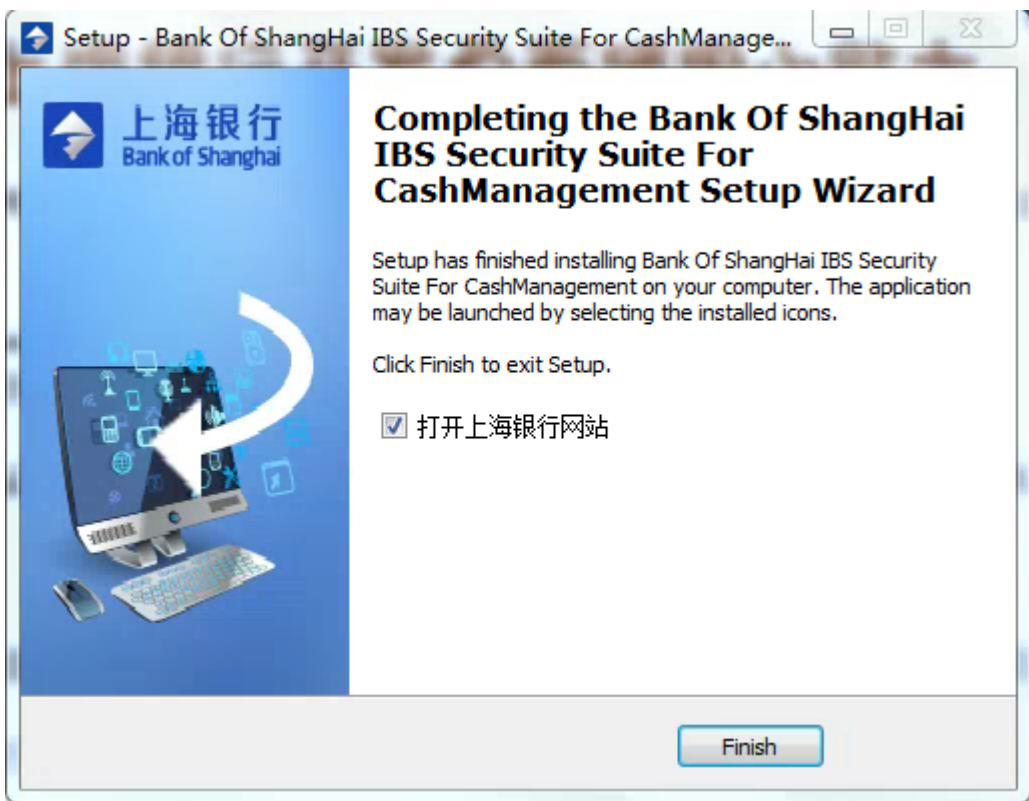 Setup - Bank Of ShangHai IBS Security Suite For CashManage...
上海银行
Bank of Shanghai
Completing the Bank Of ShangHai
IBS Security Suite For
CashManagement Setup Wizard
Setup has finished installing Bank Of ShangHai IBS Security
Suite For CashManagement on your computer. The application
may be launched by selecting the installed icons.
Click Finish to exit Setup.
打开上海银行网站
Finish